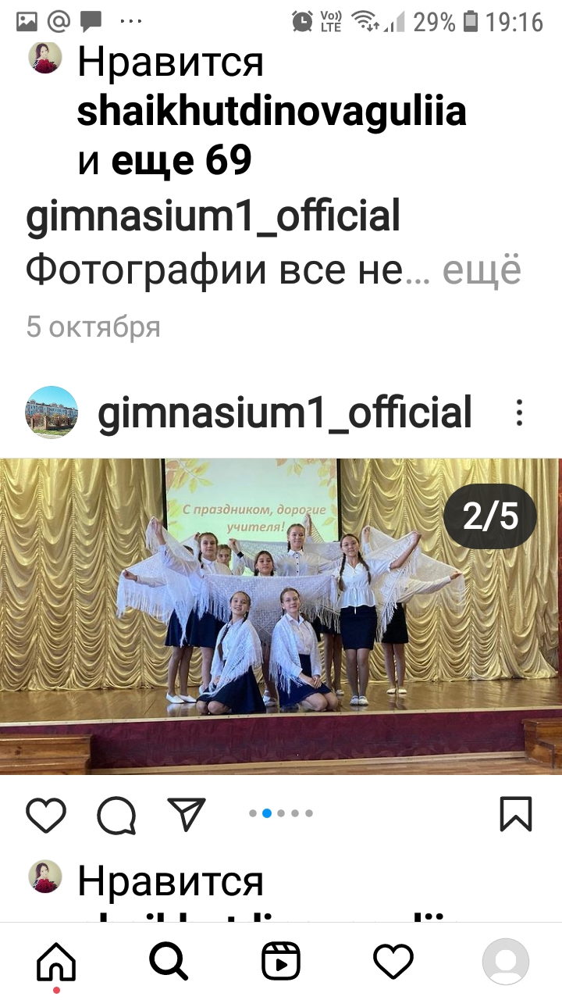 Vo)) LTE 29% 19:16
Нравится
shaikhutdinovaguliia
и еще 69
gimnasium1_official
Фотографии все не... ещё
5 октября
gimnasium1_official
2/5
С праздником, дорогие
учителя!
Нравится